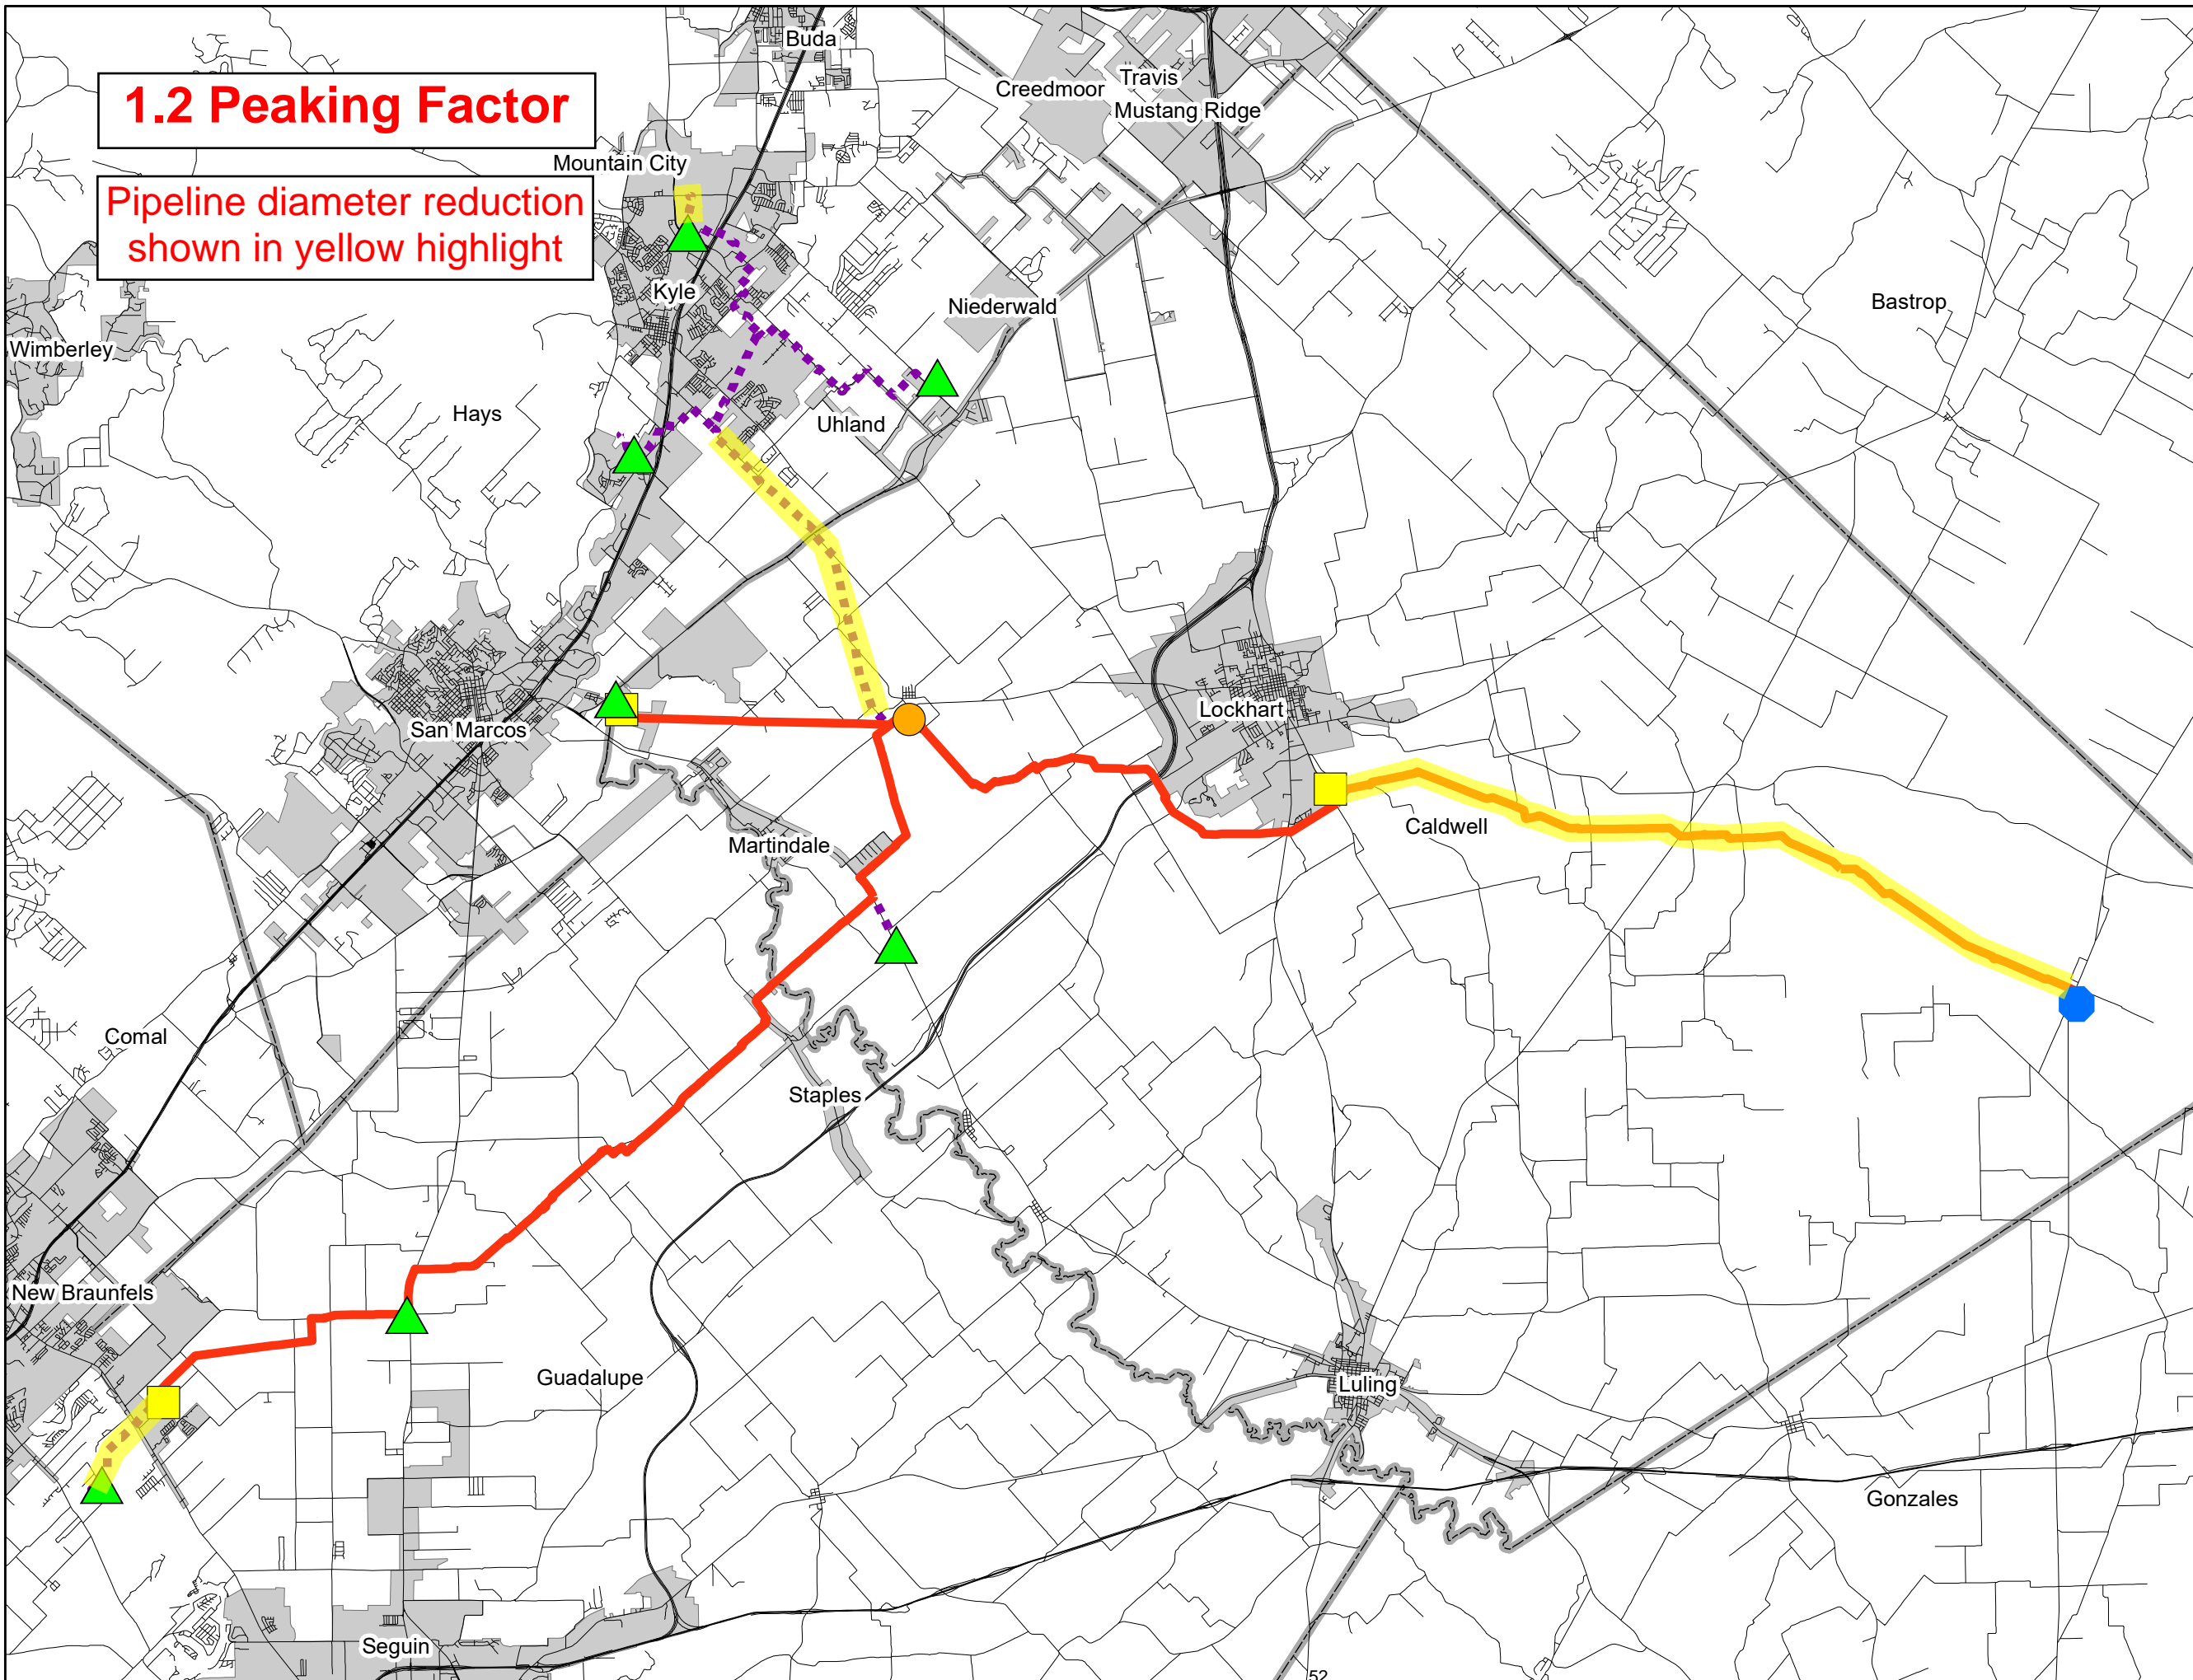 Buda
1.2 Peaking Factor
Travis
Creedmoor
Mustang Ridge
Mountain City
Pipeline diameter reduction
shown in yellow highlight
Kyle
Niederwald
Bastrop
Wimberley
Hays
Uhland
Lockhart
San Marcos
Caldwell
Martindale
Comal
Staples
New Braunfels
Guadalupe
Luling
Gonzales
Seguin
52